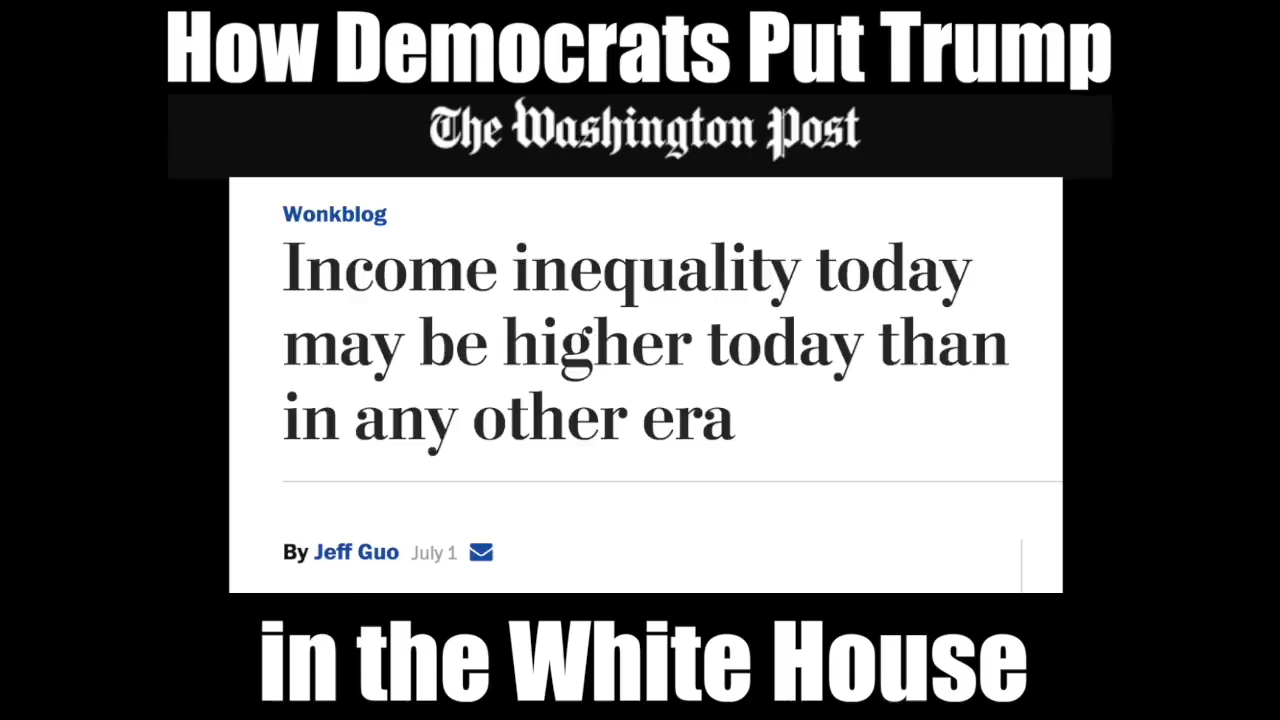 How Democrats Put Trump
The Washington Post
Wonkblog
Income inequality today
may be higher today than
in any other era
By Jeff Guo July 1
in the White House